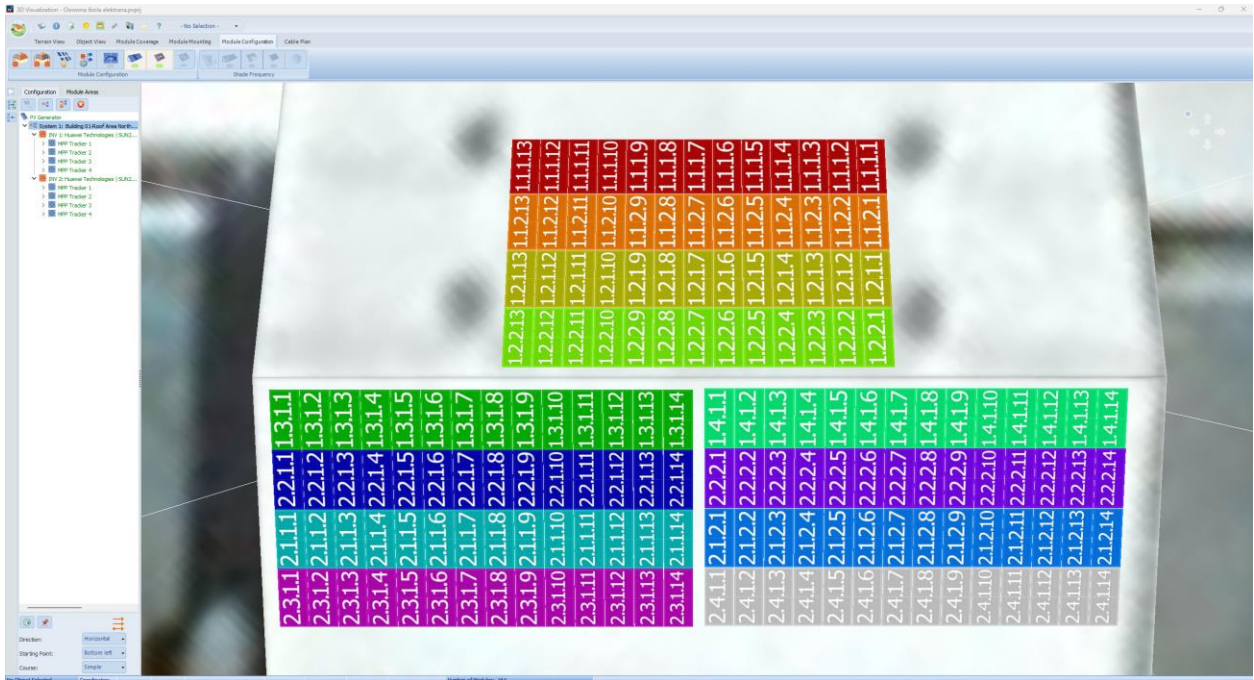 3D Visualization - Osnovna škola elektrana.pvprj
- No Selection -
Terrain View Object View Module Coverage Module Mounting Module Configuration Cable Plan
Module Configuration Shade Frequency
Configuration Module Areas
PV Generator
System 1: Building 01-Roof Area North...
INV 1: Huawei Technologies | SUN2...
MPP Tracker 1
MPP Tracker 2
MPP Tracker 3
MPP Tracker 4
INV 2: Huawei Technologies | SUN2...
MPP Tracker 1
MPP Tracker 2
MPP Tracker 3
MPP Tracker 4
1.1.1.13 1.1.1.12 1.1.1.11 1.1.1.10 1.1.1.9 1.1.1.8 1.1.1.7 1.1.1.6 1.1.1.5 1.1.1.4 1.1.1.3 1.1.1.2 1.1.1.1
1.1.2.13 1.1.2.12 1.1.2.11 1.1.2.10 1.1.2.9 1.1.2.8 1.1.2.7 1.1.2.6 1.1.2.5 1.1.2.4 1.1.2.3 1.1.2.2 1.1.2.1
1.2.1.13 1.2.1.12 1.2.1.11 1.2.1.10 1.2.1.9 1.2.1.8 1.2.1.7 1.2.1.6 1.2.1.5 1.2.1.4 1.2.1.3 1.2.1.2 1.2.1.1
1.2.2.13 1.2.2.12 1.2.2.11 1.2.2.10 1.2.2.9 1.2.2.8 1.2.2.7 1.2.2.6 1.2.2.5 1.2.2.4 1.2.2.3 1.2.2.2 1.2.2.1
1.3.1.1 1.3.1.2 1.3.1.3 1.3.1.4 1.3.1.5 1.3.1.6 1.3.1.7 1.3.1.8 1.3.1.9 1.3.1.10 1.3.1.11 1.3.1.12 1.3.1.13 1.3.1.14 1.4.1.1 1.4.1.2 1.4.1.3 1.4.1.4 1.4.1.5 1.4.1.6 1.4.1.7 1.4.1.8 1.4.1.9 1.4.1.10 1.4.1.11 1.4.1.12 1.4.1.13 1.4.1.14
2.2.1.1 2.2.1.2 2.2.1.3 2.2.1.4 2.2.1.5 2.2.1.6 2.2.1.7 2.2.1.8 2.2.1.9 2.2.1.10 2.2.1.11 2.2.1.12 2.2.1.13 2.2.1.14 2.2.2.1 2.2.2.2 2.2.2.3 2.2.2.4 2.2.2.5 2.2.2.6 2.2.2.7 2.2.2.8 2.2.2.9 2.2.2.10 2.2.2.11 2.2.2.12 2.2.2.13 2.2.2.14
2.1.1.1 2.1.1.2 2.1.1.3 2.1.1.4 2.1.1.5 2.1.1.6 2.1.1.7 2.1.1.8 2.1.1.9 2.1.1.10 2.1.1.11 2.1.1.12 2.1.1.13 2.1.1.14 2.1.2.1 2.1.2.2 2.1.2.3 2.1.2.4 2.1.2.5 2.1.2.6 2.1.2.7 2.1.2.8 2.1.2.9 2.1.2.10 2.1.2.11 2.1.2.12 2.1.2.13 2.1.2.14
2.3.1.1 2.3.1.2 2.3.1.3 2.3.1.4 2.3.1.5 2.3.1.6 2.3.1.7 2.3.1.8 2.3.1.9 2.3.1.10 2.3.1.11 2.3.1.12 2.3.1.13 2.3.1.14 2.4.1.1 2.4.1.2 2.4.1.3 2.4.1.4 2.4.1.5 2.4.1.6 2.4.1.7 2.4.1.8 2.4.1.9 2.4.1.10 2.4.1.11 2.4.1.12 2.4.1.13 2.4.1.14
Direction: Horizontal
Starting Point: Bottom left
Course: Simple